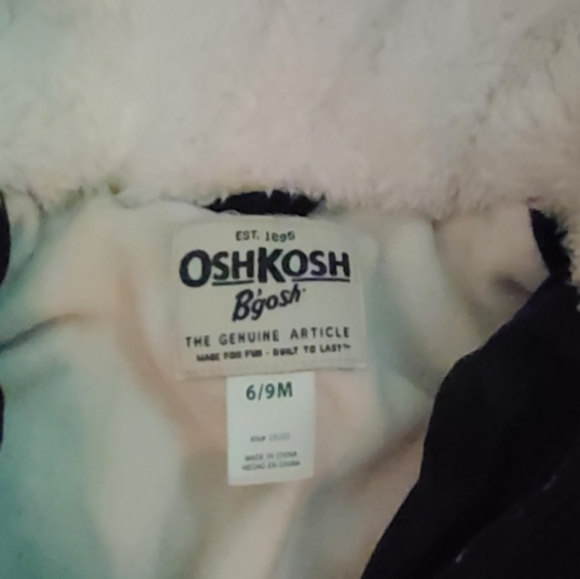 EST. 1895
OSHKOSH
B'gosh
THE GENUINE ARTICLE
MADE FOR FUN · BUILT TO LAST™
6/9M
RN#
MADE IN CHINA
HECHO EN CHINA